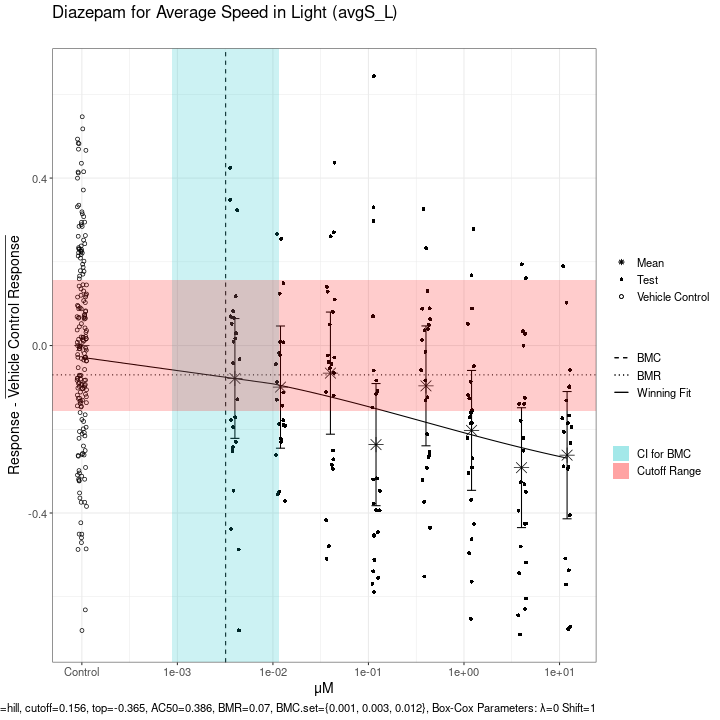 Diazepam for Average Speed in Light (avgS_L)
Response - Vehicle Control Response
0.4
0.0
-0.4
Control
1e-03
1e-02
1e-01
1e+00
1e+01
µM
Mean
Test
Vehicle Control
BMC
BMR
Winning Fit
CI for BMC
Cutoff Range
=hill, cutoff=0.156, top=-0.365, AC50=0.386, BMR=0.07, BMC.set={0.001, 0.003, 0.012}, Box-Cox Parameters: λ=0 Shift=1